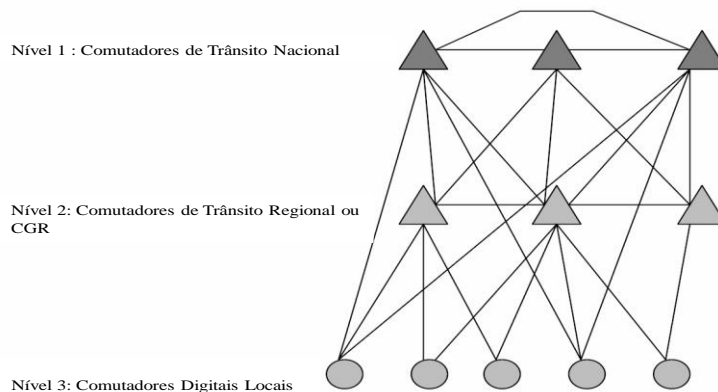 Nível 1 : Comutadores de Trânsito Nacional
Nível 2: Comutadores de Trânsito Regional ou
CGR
Nível 3: Comutadores Digitais Locais